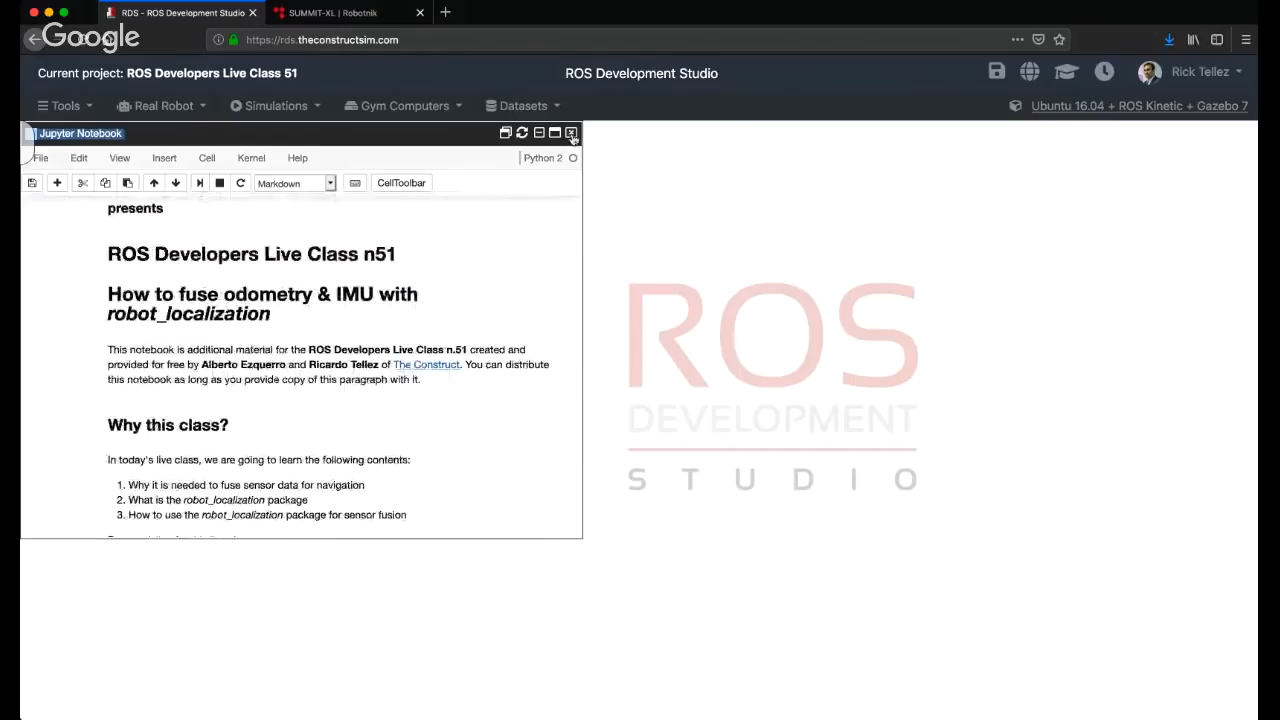 RDS - ROS Development Studio
SUMMIT-XL | Robotnik
Google
https://rds.theconstructsim.com
Current project: ROS Developers Live Class 51
ROS Development Studio
Rick Tellez
Tools
Real Robot
Simulations
Gym Computers
Datasets
Ubuntu 16.04 + ROS Kinetic + Gazebo 7
Jupyter Notebook
File Edit View Insert Cell Kernel Help
Python 2
Markdown
CellToolbar
presents
ROS Developers Live Class n51
How to fuse odometry & IMU with
robot_localization
This notebook is additional material for the ROS Developers Live Class n.51 created and
provided for free by Alberto Ezquerro and Ricardo Tellez of The Construct. You can distribute
this notebook as long as you provide copy of this paragraph with it.
Why this class?
In today's live class, we are going to learn the following contents:
1. Why it is needed to fuse sensor data for navigation
2. What is the robot_localization package
3. How to use the robot_localization package for sensor fusion
ROS
DEVELOPMENT
STUDIO